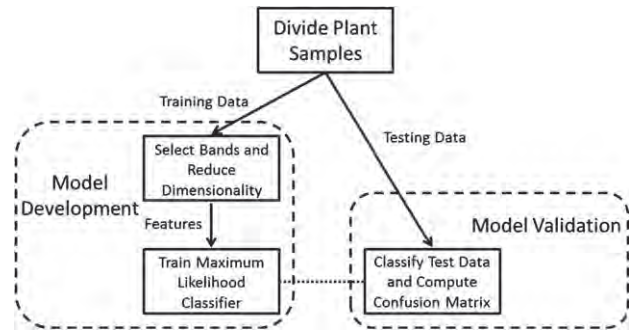 Divide Plant
Samples
Training Data
Testing Data
Select Bands and
Reduce
Dimensionality
Model
Development
Features
Train Maximum
Likelihood
Classifier
Model Validation
Classify Test Data
and Compute
Confusion Matrix